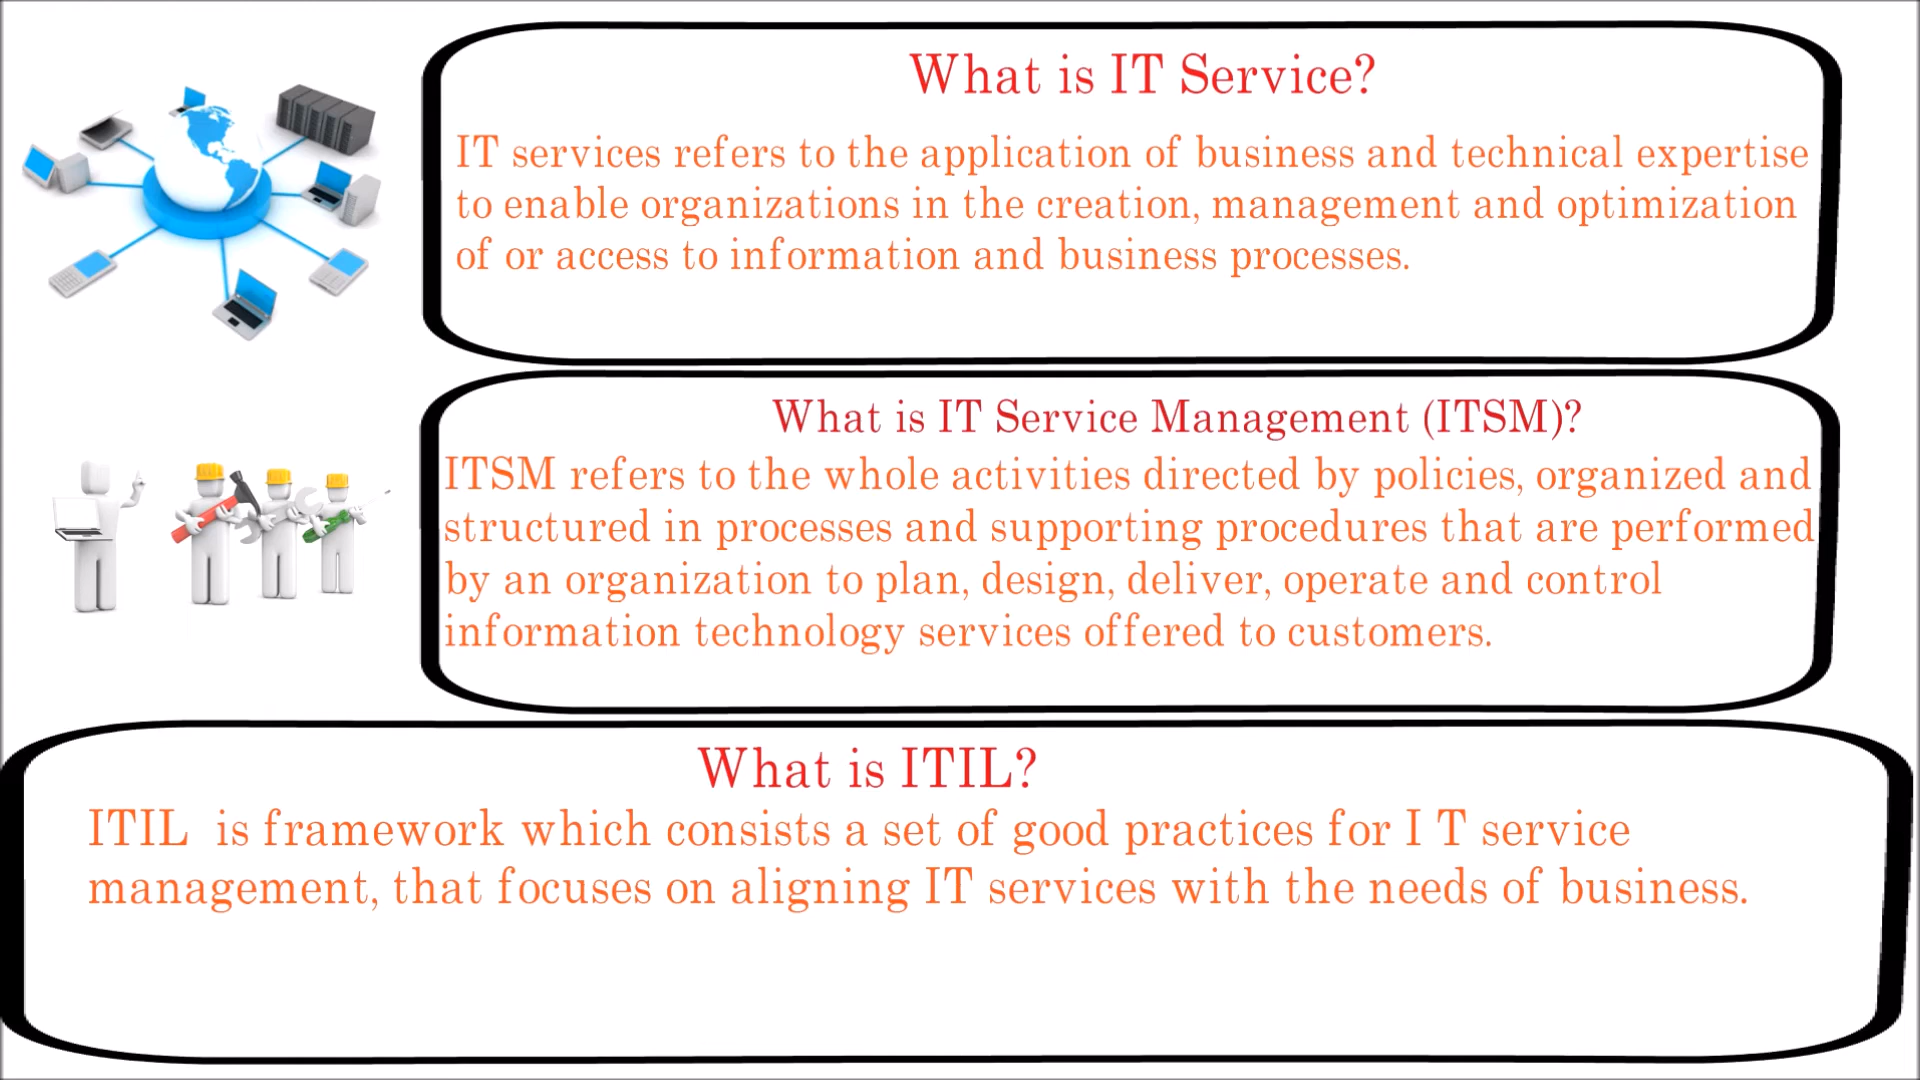 What is IT Service?
IT services refers to the application of business and technical expertise
to enable organizations in the creation, management and optimization
of or access to information and business processes.
What is IT Service Management (ITSM)?
ITSM refers to the whole activities directed by policies, organized and
structured in processes and supporting procedures that are performed
by an organization to plan, design, deliver, operate and control
information technology services offered to customers.
What is ITIL?
ITIL  is framework which consists a set of good practices for I T service
management, that focuses on aligning IT services with the needs of business.